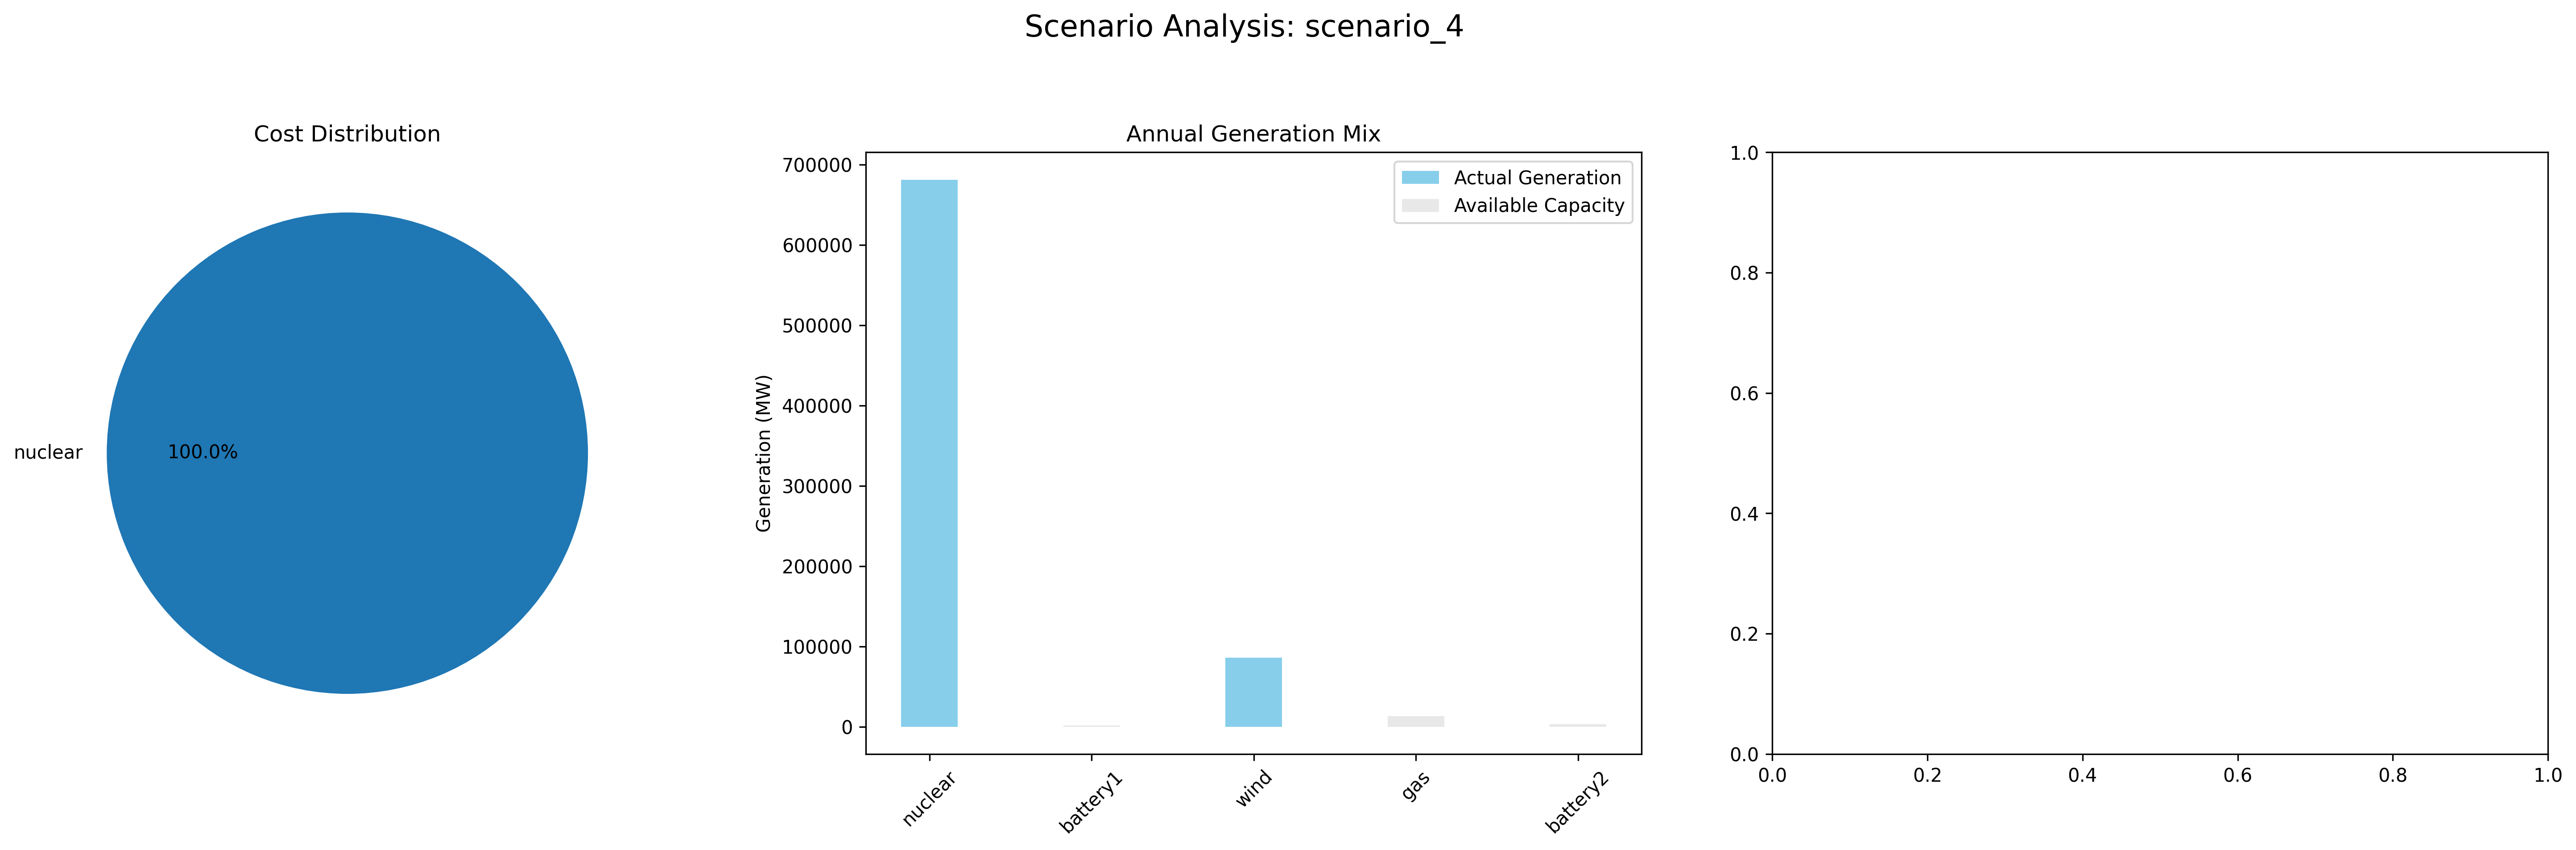 Scenario Analysis: scenario_4
Cost Distribution
nuclear
100.0%
Annual Generation Mix
Generation (MW)
700000
600000
500000
400000
300000
200000
100000
0
Actual Generation
Available Capacity
nuclear
battery1
wind
gas
battery2
1.0
0.8
0.6
0.4
0.2
0.0
0.0
0.2
0.4
0.6
0.8
1.0